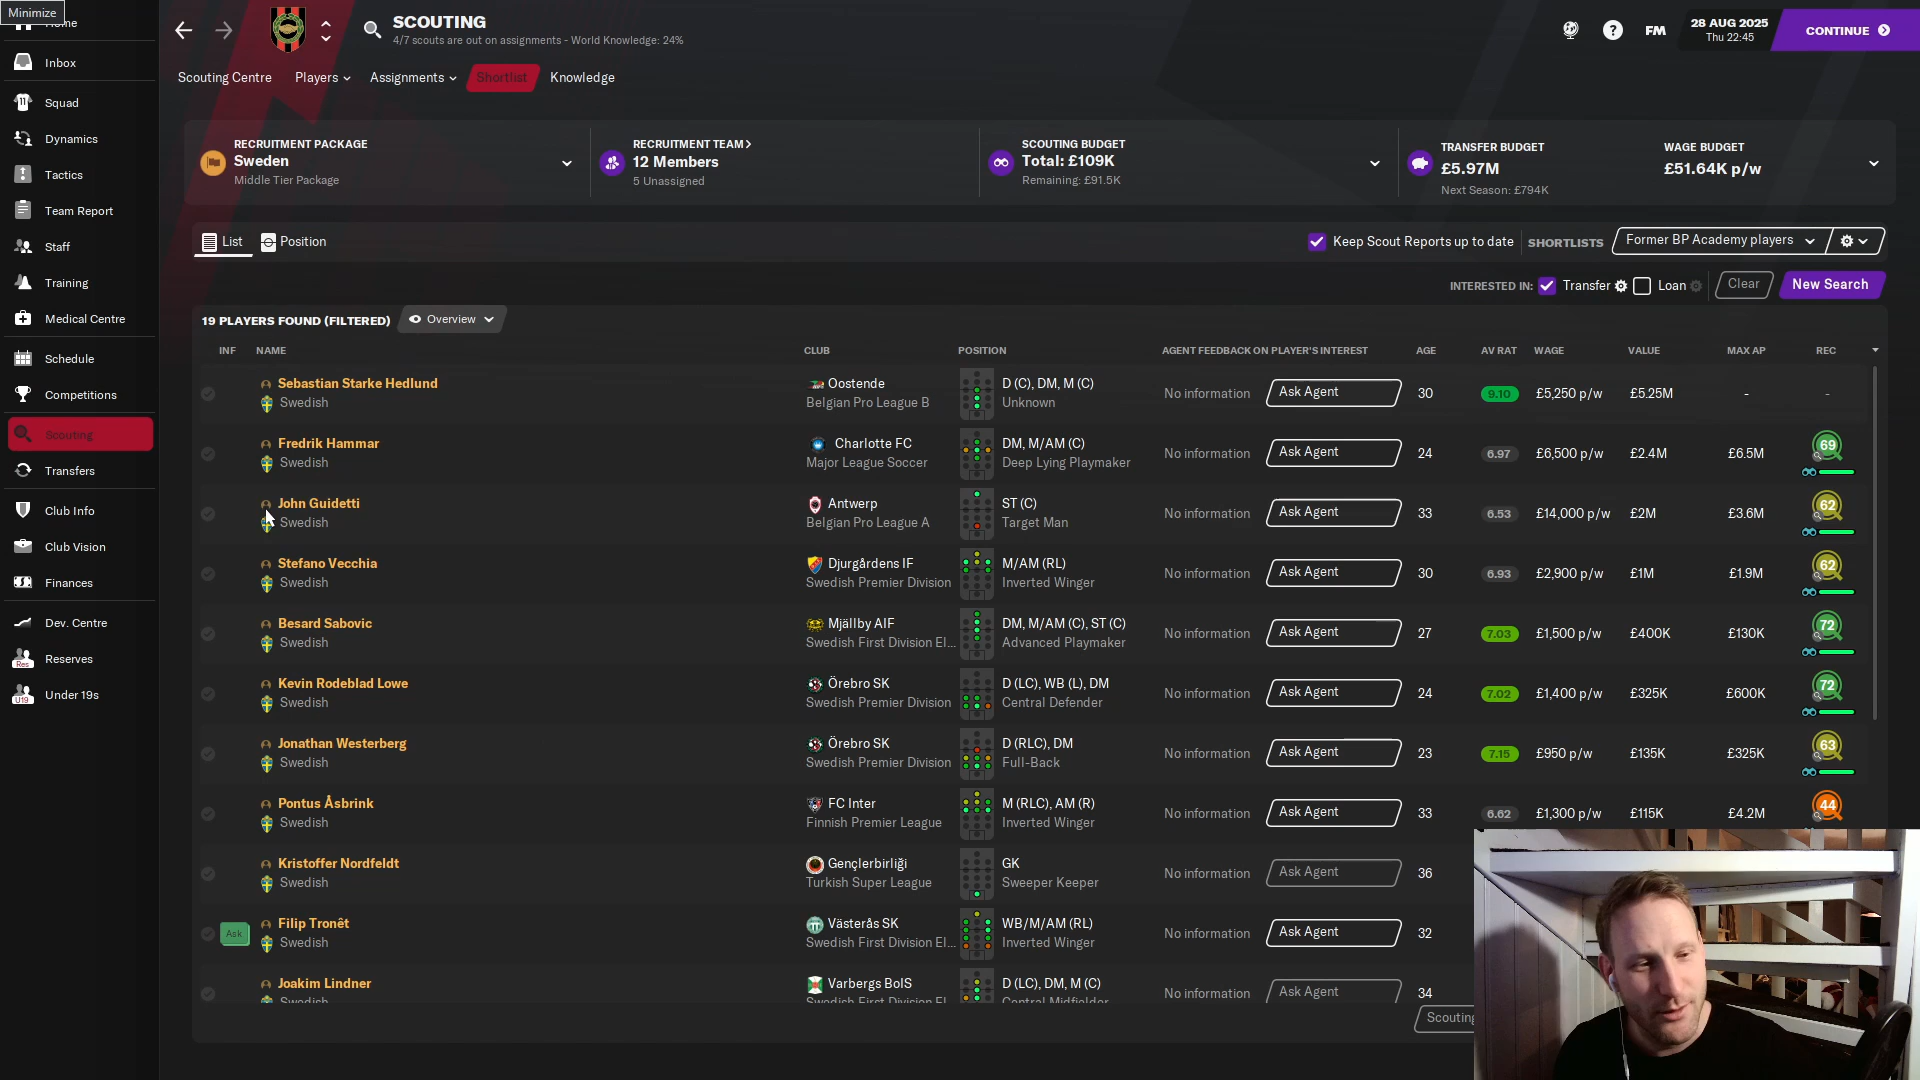 Minimize
Home
SCOUTING
4/7 scouts are out on assignments - World Knowledge: 24%
FM
28 AUG 2025
Thu 22:45
CONTINUE
Scouting Centre Players Assignments Shortlist Knowledge
Inbox
Squad
Dynamics
Tactics
Team Report
Staff
Training
Medical Centre
Schedule
Competitions
Scouting
Transfers
Club Info
Club Vision
Finances
Dev. Centre
Res Reserves
U19 Under 19s
RECRUITMENT PACKAGE
Sweden
Middle Tier Package
RECRUITMENT TEAM>
12 Members
5 Unassigned
SCOUTING BUDGET
Total: £109K
Remaining: £91.5K
TRANSFER BUDGET
£5.97M
Next Season: £794K
WAGE BUDGET
£51.64K p/w
List Position
Keep Scout Reports up to date SHORTLISTS Former BP Academy players
INTERESTED IN: Transfer Loan Clear New Search
19 PLAYERS FOUND (FILTERED) Overview
INF NAME CLUB POSITION AGENT FEEDBACK ON PLAYER'S INTEREST AGE AV RAT WAGE VALUE MAX AP REC
Sebastian Starke Hedlund Oostende D (C), DM, M (C)
No information Ask Agent 30 9.10 £5,250 p/w £5.25M - -
Swedish Belgian Pro League B Unknown
Fredrik Hammar Charlotte FC DM, M/AM (C)
No information Ask Agent 24 6.97 £6,500 p/w £2.4M £6.5M 69
Swedish Major League Soccer Deep Lying Playmaker
John Guidetti Antwerp ST (C)
No information Ask Agent 33 6.53 £14,000 p/w £2M £3.6M 62
Swedish Belgian Pro League A Target Man
Stefano Vecchia Djurgårdens IF M/AM (RL)
No information Ask Agent 30 6.93 £2,900 p/w £1M £1.9M 62
Swedish Swedish Premier Division Inverted Winger
Besard Sabovic Mjällby AIF DM, M/AM (C), ST (C)
No information Ask Agent 27 7.03 £1,500 p/w £400K £130K 72
Swedish Swedish First Division El... Advanced Playmaker
Kevin Rodeblad Lowe Örebro SK D (LC), WB (L), DM
No information Ask Agent 24 7.02 £1,400 p/w £325K £600K 72
Swedish Swedish Premier Division Central Defender
Jonathan Westerberg Örebro SK D (RLC), DM
No information Ask Agent 23 7.15 £950 p/w £135K £325K 63
Swedish Swedish Premier Division Full-Back
Pontus Åsbrink FC Inter M (RLC), AM (R)
No information Ask Agent 33 6.62 £1,300 p/w £115K £4.2M 44
Swedish Finnish Premier League Inverted Winger
Kristoffer Nordfeldt Gençlerbirliği GK
No information Ask Agent 36
Swedish Turkish Super League Sweeper Keeper
Filip Tronêt Västerås SK WB/M/AM (RL)
Ask No information Ask Agent 32
Swedish Swedish First Division El... Inverted Winger
Joakim Lindner Varbergs BoIS D (LC), DM, M (C)
No information Ask Agent 34
Swedish Swedish First Division El Central Midfielder
Scouting